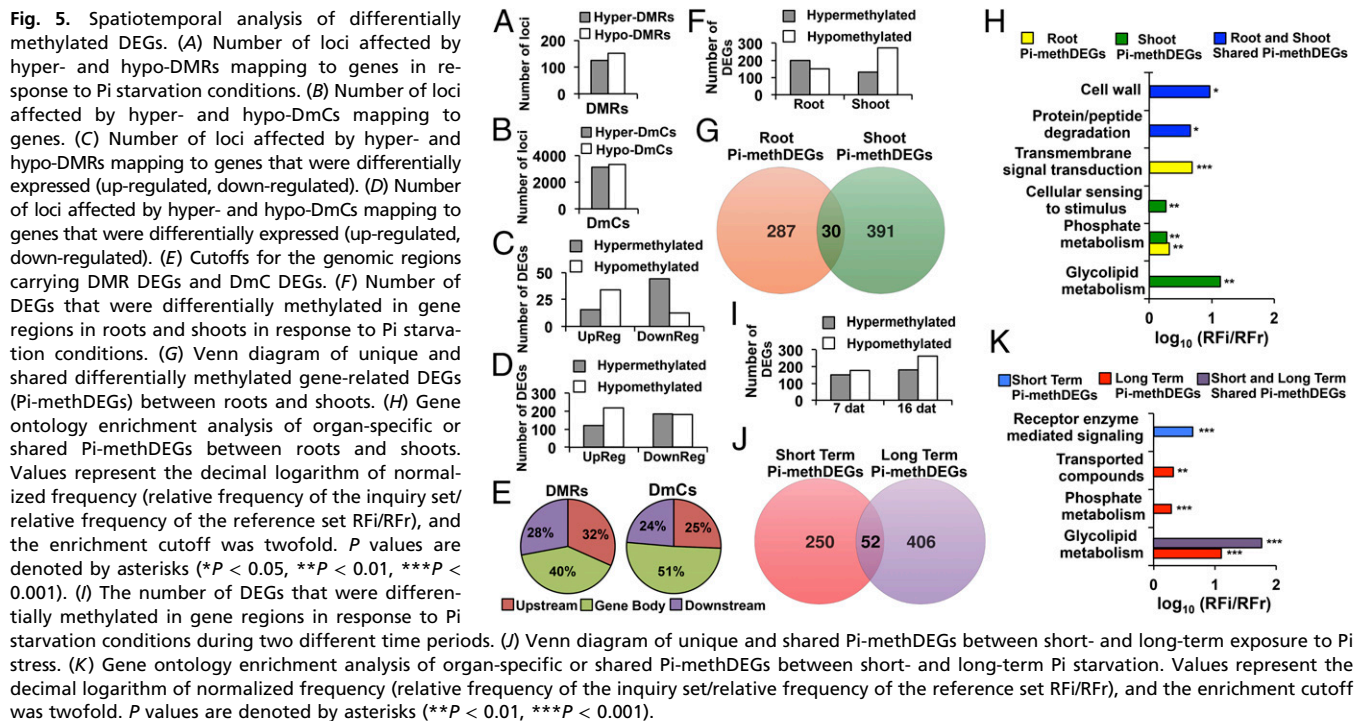 Fig. 5. Spatiotemporal analysis of differentially
methylated DEGs. (A) Number of loci affected by
hyper- and hypo-DMRs mapping to genes in re-
sponse to Pi starvation conditions. (B) Number of loci
affected by hyper- and hypo-DmCs mapping to
genes. (C) Number of loci affected by hyper- and
hypo-DMRs mapping to genes that were differentially
expressed (up-regulated, down-regulated). (D) Number
of loci affected by hyper- and hypo-DmCs mapping to
genes that were differentially expressed (up-regulated,
down-regulated). (E) Cutoffs for the genomic regions
carrying DMR DEGs and DmC DEGs. (F) Number of
DEGs that were differentially methylated in gene
regions in roots and shoots in response to Pi starva-
tion conditions. (G) Venn diagram of unique and
shared differentially methylated gene-related DEGs
(Pi-methDEGs) between roots and shoots. (H) Gene
ontology enrichment analysis of organ-specific or
shared Pi-methDEGs between roots and shoots.
Values represent the decimal logarithm of normal-
ized frequency (relative frequency of the inquiry set/
relative frequency of the reference set RFi/RFr), and
the enrichment cutoff was twofold. P values are
denoted by asterisks (*P < 0.05, **P < 0.01, ***P <
0.001). (I) The number of DEGs that were differen-
tially methylated in gene regions in response to Pi
starvation conditions during two different time periods. (J) Venn diagram of unique and shared Pi-methDEGs between short- and long-term exposure to Pi
stress. (K) Gene ontology enrichment analysis of organ-specific or shared Pi-methDEGs between short- and long-term Pi starvation. Values represent the
decimal logarithm of normalized frequency (relative frequency of the inquiry set/relative frequency of the reference set RFi/RFr), and the enrichment cutoff
was twofold. P values are denoted by asterisks (**P < 0.01, ***P < 0.001).
A
Hyper-DMRs
Hypo-DMRs
Number of loci
200
100
0
DMRs
B
Hyper-DmCs
Hypo-DmCs
Number of loci
4000
2000
0
DmCs
C
Hypermethylated
Hypomethylated
Number of DEGs
50
25
0
UpReg DownReg
D
Hypermethylated
Hypomethylated
Number of DEGs
300
200
100
0
UpReg DownReg
E
DMRs DmCs
28% 32% 24% 25%
40% 51%
Upstream Gene Body Downstream
F
Hypermethylated
Hypomethylated
Number of
DEGs
300
200
100
0
Root Shoot
G
Root Shoot
Pi-methDEGs Pi-methDEGs
287 30 391
I
Hypermethylated
Hypomethylated
Number of
DEGs
300
200
100
0
7 dat 16 dat
J
Short Term Long Term
Pi-methDEGs Pi-methDEGs
250 52 406
H
Root Shoot Root and Shoot
Pi-methDEGs Pi-methDEGs Shared Pi-methDEGs
Cell wall *
Protein/peptide
degradation *
Transmembrane
signal transduction ***
Cellular sensing
to stimulus **
Phosphate **
metabolism **
Glycolipid
metabolism **
0 1 2
log10 (RFi/RFr)
K
Short Term Long Term Short and Long Term
Pi-methDEGs Pi-methDEGs Shared Pi-methDEGs
Receptor enzyme
mediated signaling ***
Transported
compounds **
Phosphate
metabolism ***
Glycolipid ***
metabolism ***
0 1 2
log10 (RFi/RFr)